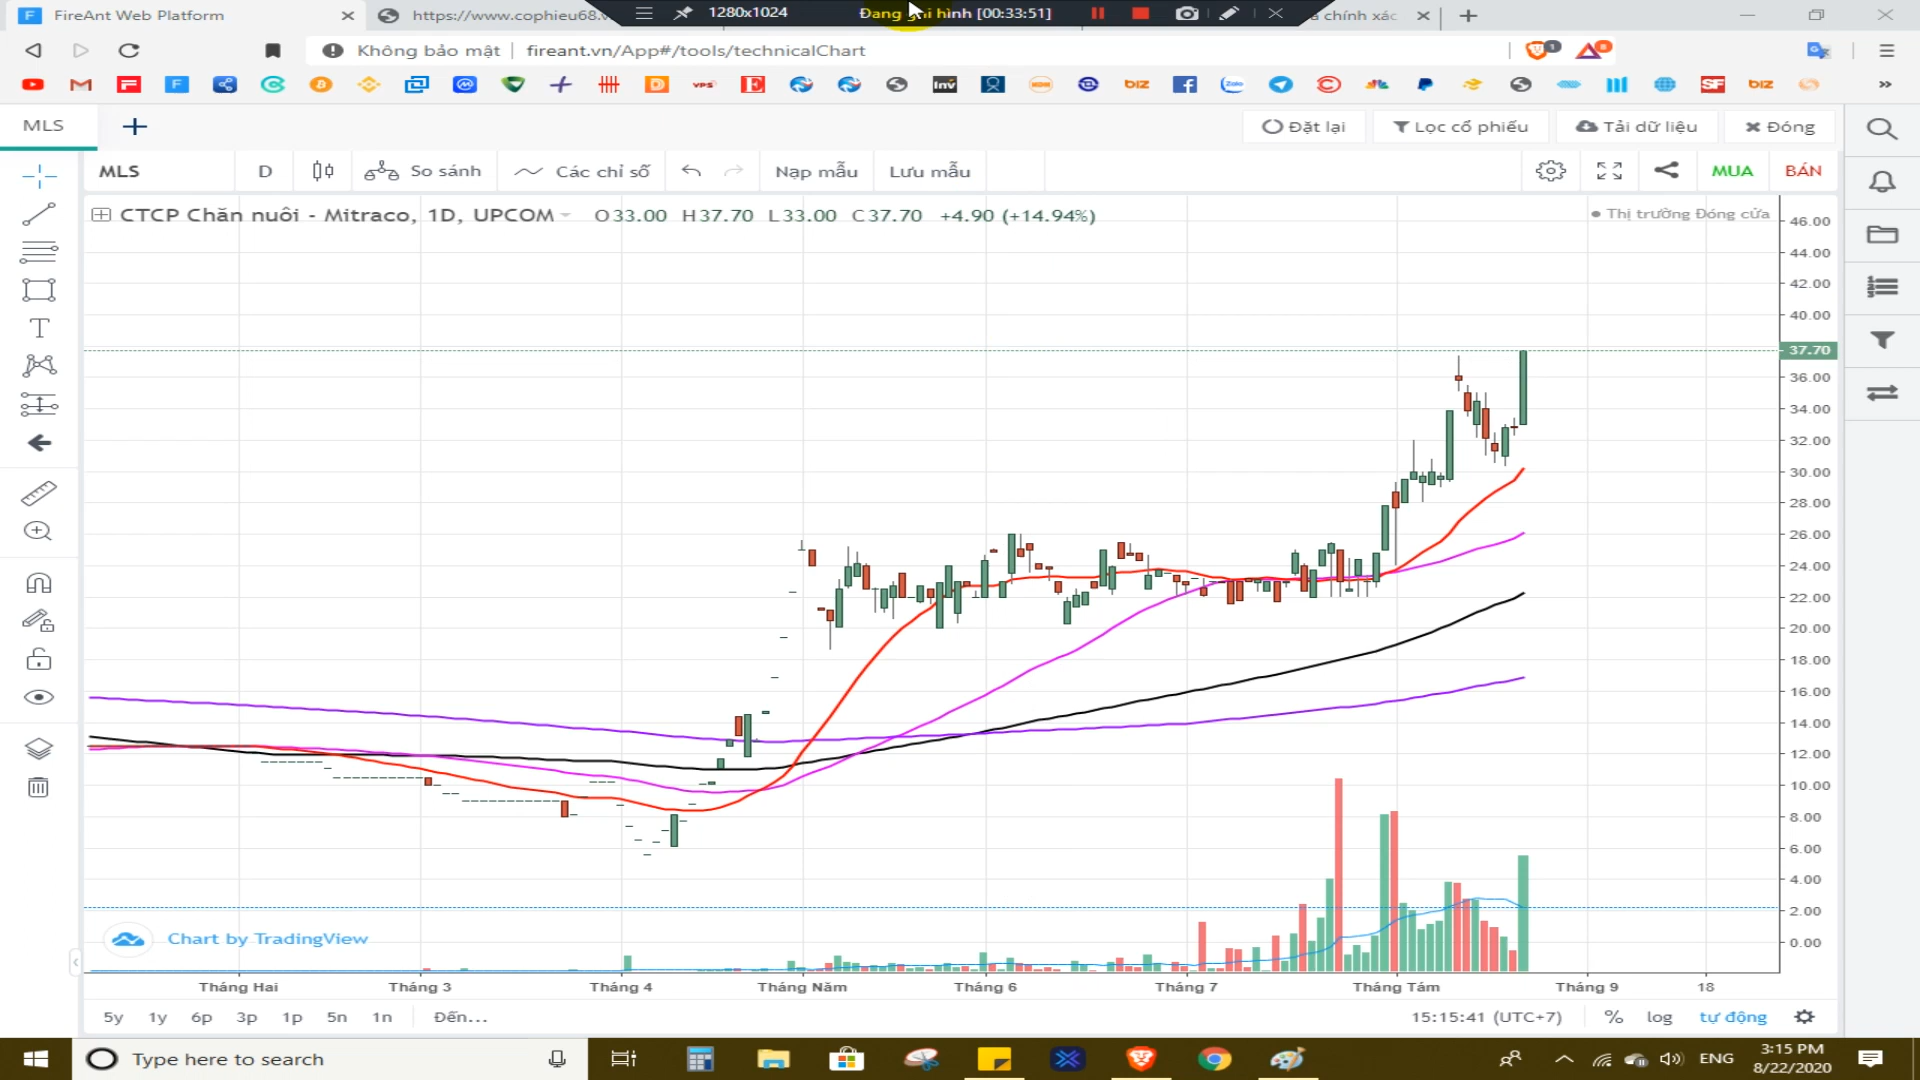 FireAnt Web Platform
https://www.cophieu68.v
1280x1024
Đang ghi hình [00:33:51]
a chính xác
Không bảo mật | fireant.vn/App#/tools/technicalChart
MLS
Đặt lại
Lọc cổ phiếu
Tải dữ liệu
Đóng
MLS
D
So sánh
Các chỉ số
Nạp mẫu
Lưu mẫu
MUA
BÁN
CTCP Chăn nuôi - Mitraco, 1D, UPCOM
O33.00 H37.70 L33.00 C37.70 +4.90 (+14.94%)
Thị trường Đóng cửa
46.00
44.00
42.00
40.00
37.70
36.00
34.00
32.00
30.00
28.00
26.00
24.00
22.00
20.00
18.00
16.00
14.00
12.00
10.00
8.00
6.00
4.00
2.00
0.00
Chart by TradingView
Tháng Hai
Tháng 3
Tháng 4
Tháng Năm
Tháng 6
Tháng 7
Tháng Tám
Tháng 9
18
5y 1y 6p 3p 1p 5n 1n Đến...
15:15:41 (UTC+7)
% log tự động
Type here to search
ENG
3:15 PM
8/22/2020